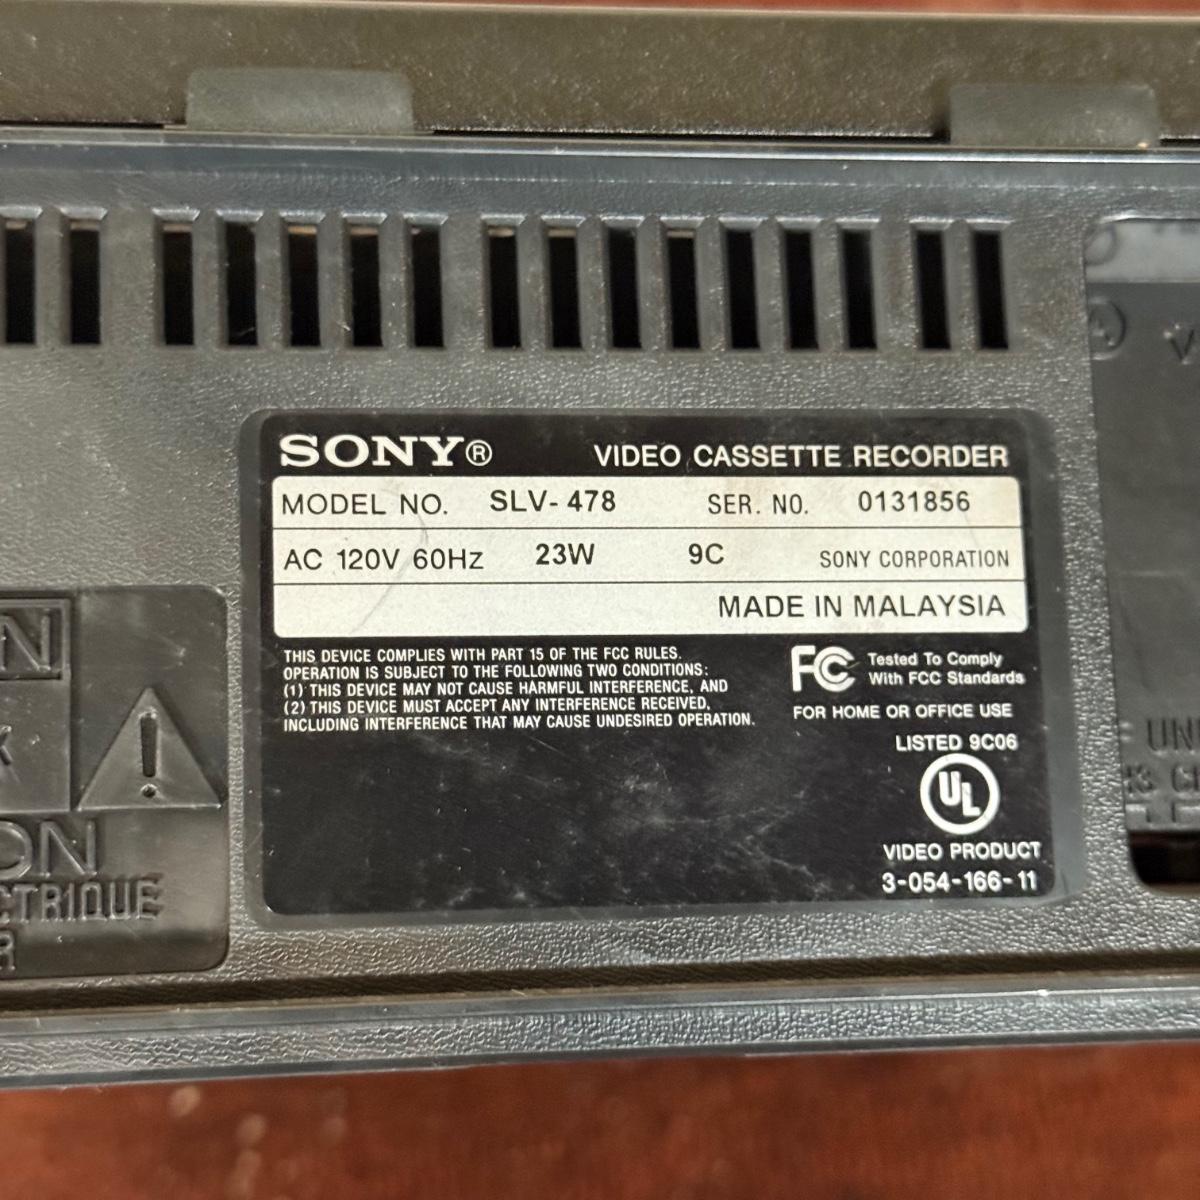 SONY®
VIDEO CASSETTE RECORDER
MODEL NO. SLV-478 SER. NO. 0131856
AC 120V 60Hz 23W 9C SONY CORPORATION
MADE IN MALAYSIA
THIS DEVICE COMPLIES WITH PART 15 OF THE FCC RULES.
OPERATION IS SUBJECT TO THE FOLLOWING TWO CONDITIONS:
(1) THIS DEVICE MAY NOT CAUSE HARMFUL INTERFERENCE, AND
(2) THIS DEVICE MUST ACCEPT ANY INTERFERENCE RECEIVED,
INCLUDING INTERFERENCE THAT MAY CAUSE UNDESIRED OPERATION.
FC Tested To Comply
With FCC Standards
FOR HOME OR OFFICE USE
LISTED 9C06
UL
VIDEO PRODUCT
3-054-166-11
ON
CTRIQUE
R
UN